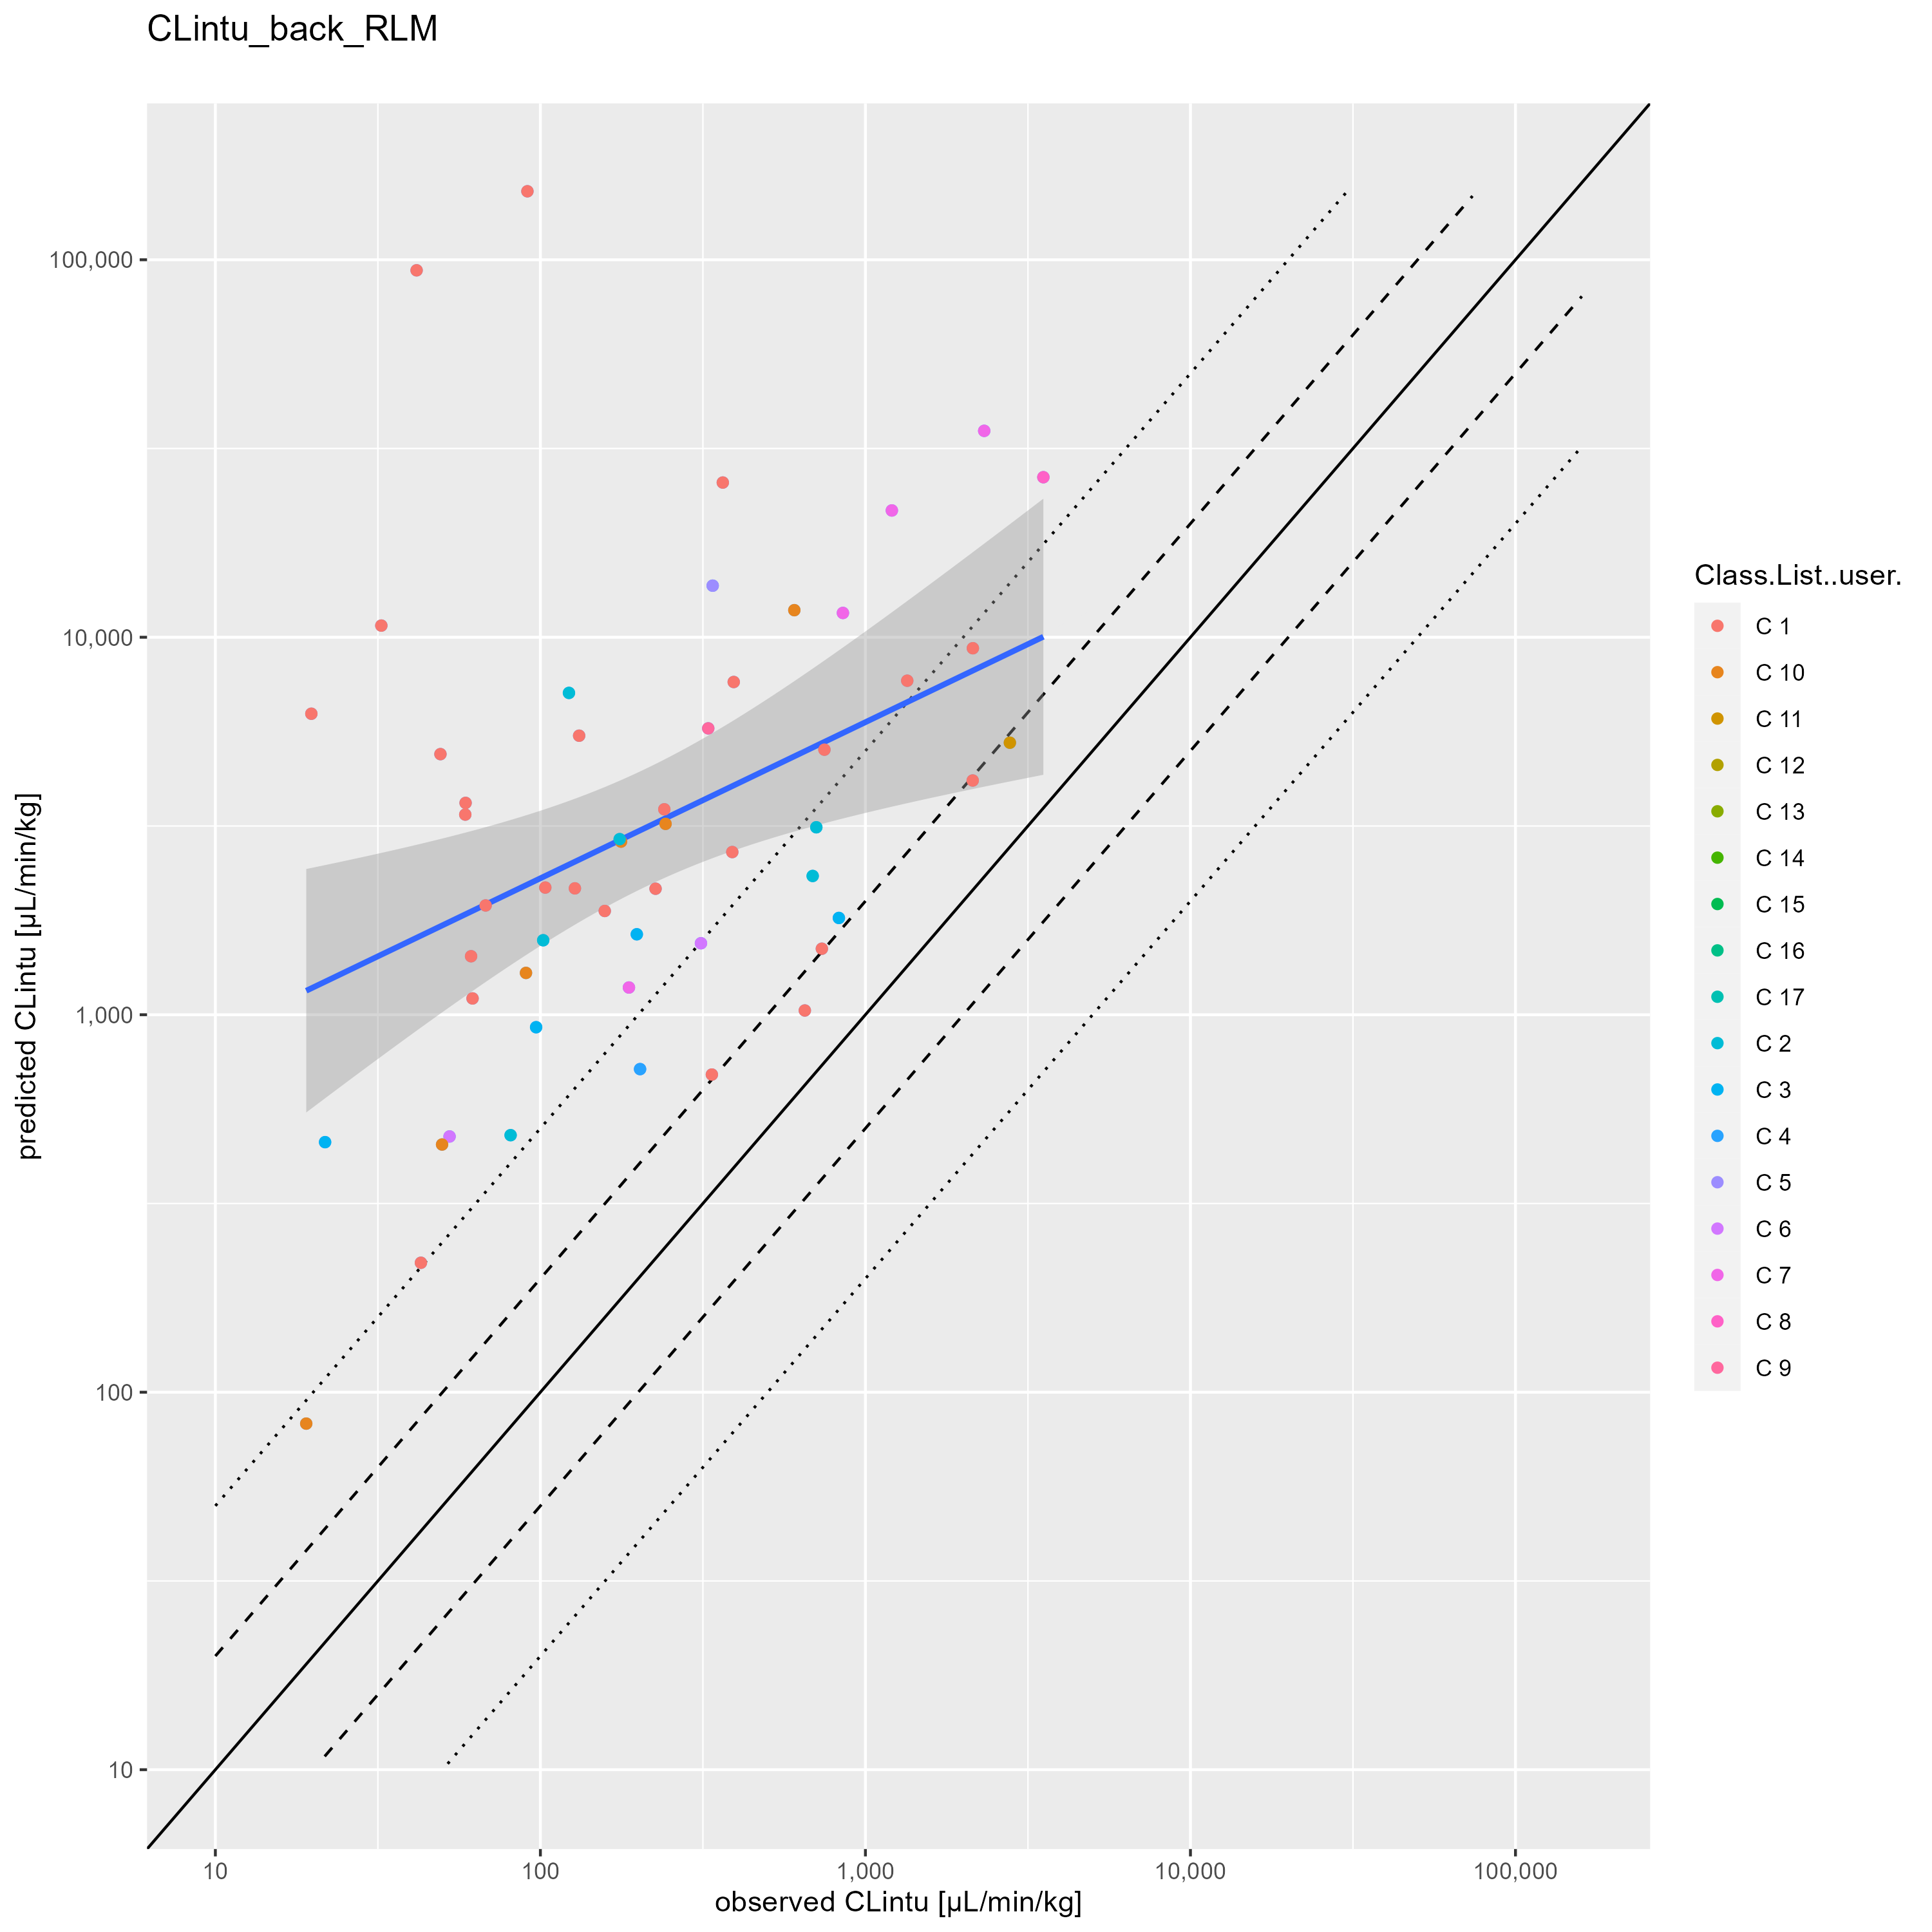 CLintu_back_RLM
100,000
10,000
1,000
100
10
predicted CLintu [µL/min/kg]
10
100
1,000
10,000
100,000
observed CLintu [µL/min/kg]
Class.List..user.
C 1
C 10
C 11
C 12
C 13
C 14
C 15
C 16
C 17
C 2
C 3
C 4
C 5
C 6
C 7
C 8
C 9